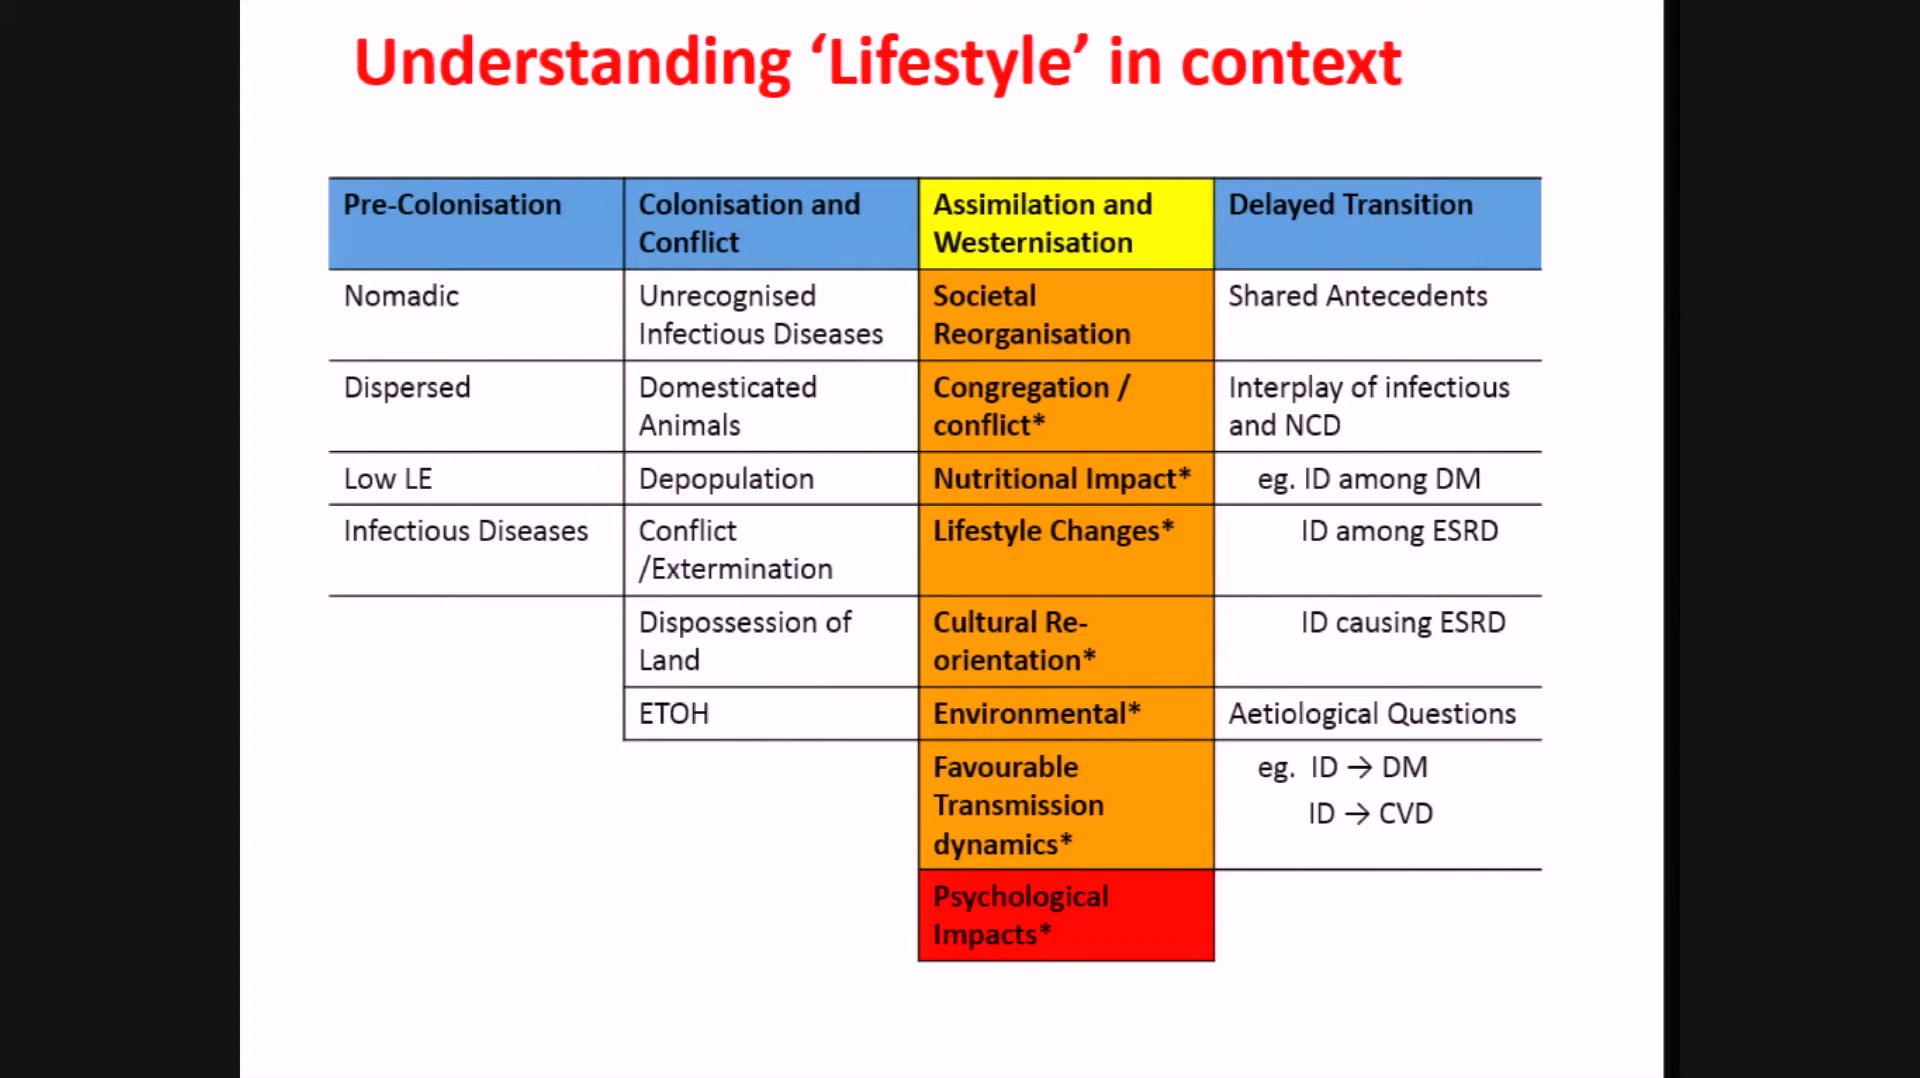 Understanding ‘Lifestyle’ in context
Pre-Colonisation
Colonisation and
Conflict
Assimilation and
Westernisation
Delayed Transition
Nomadic
Unrecognised
Infectious Diseases
Societal
Reorganisation
Shared Antecedents
Dispersed
Domesticated
Animals
Congregation /
conflict*
Interplay of infectious
and NCD
Low LE
Depopulation
Nutritional Impact*
eg. ID among DM
Infectious Diseases
Conflict
/Extermination
Lifestyle Changes*
ID among ESRD
Dispossession of
Land
Cultural Re-
orientation*
ID causing ESRD
ETOH
Environmental*
Aetiological Questions
Favourable
Transmission
dynamics*
eg. ID → DM
ID → CVD
Psychological
Impacts*